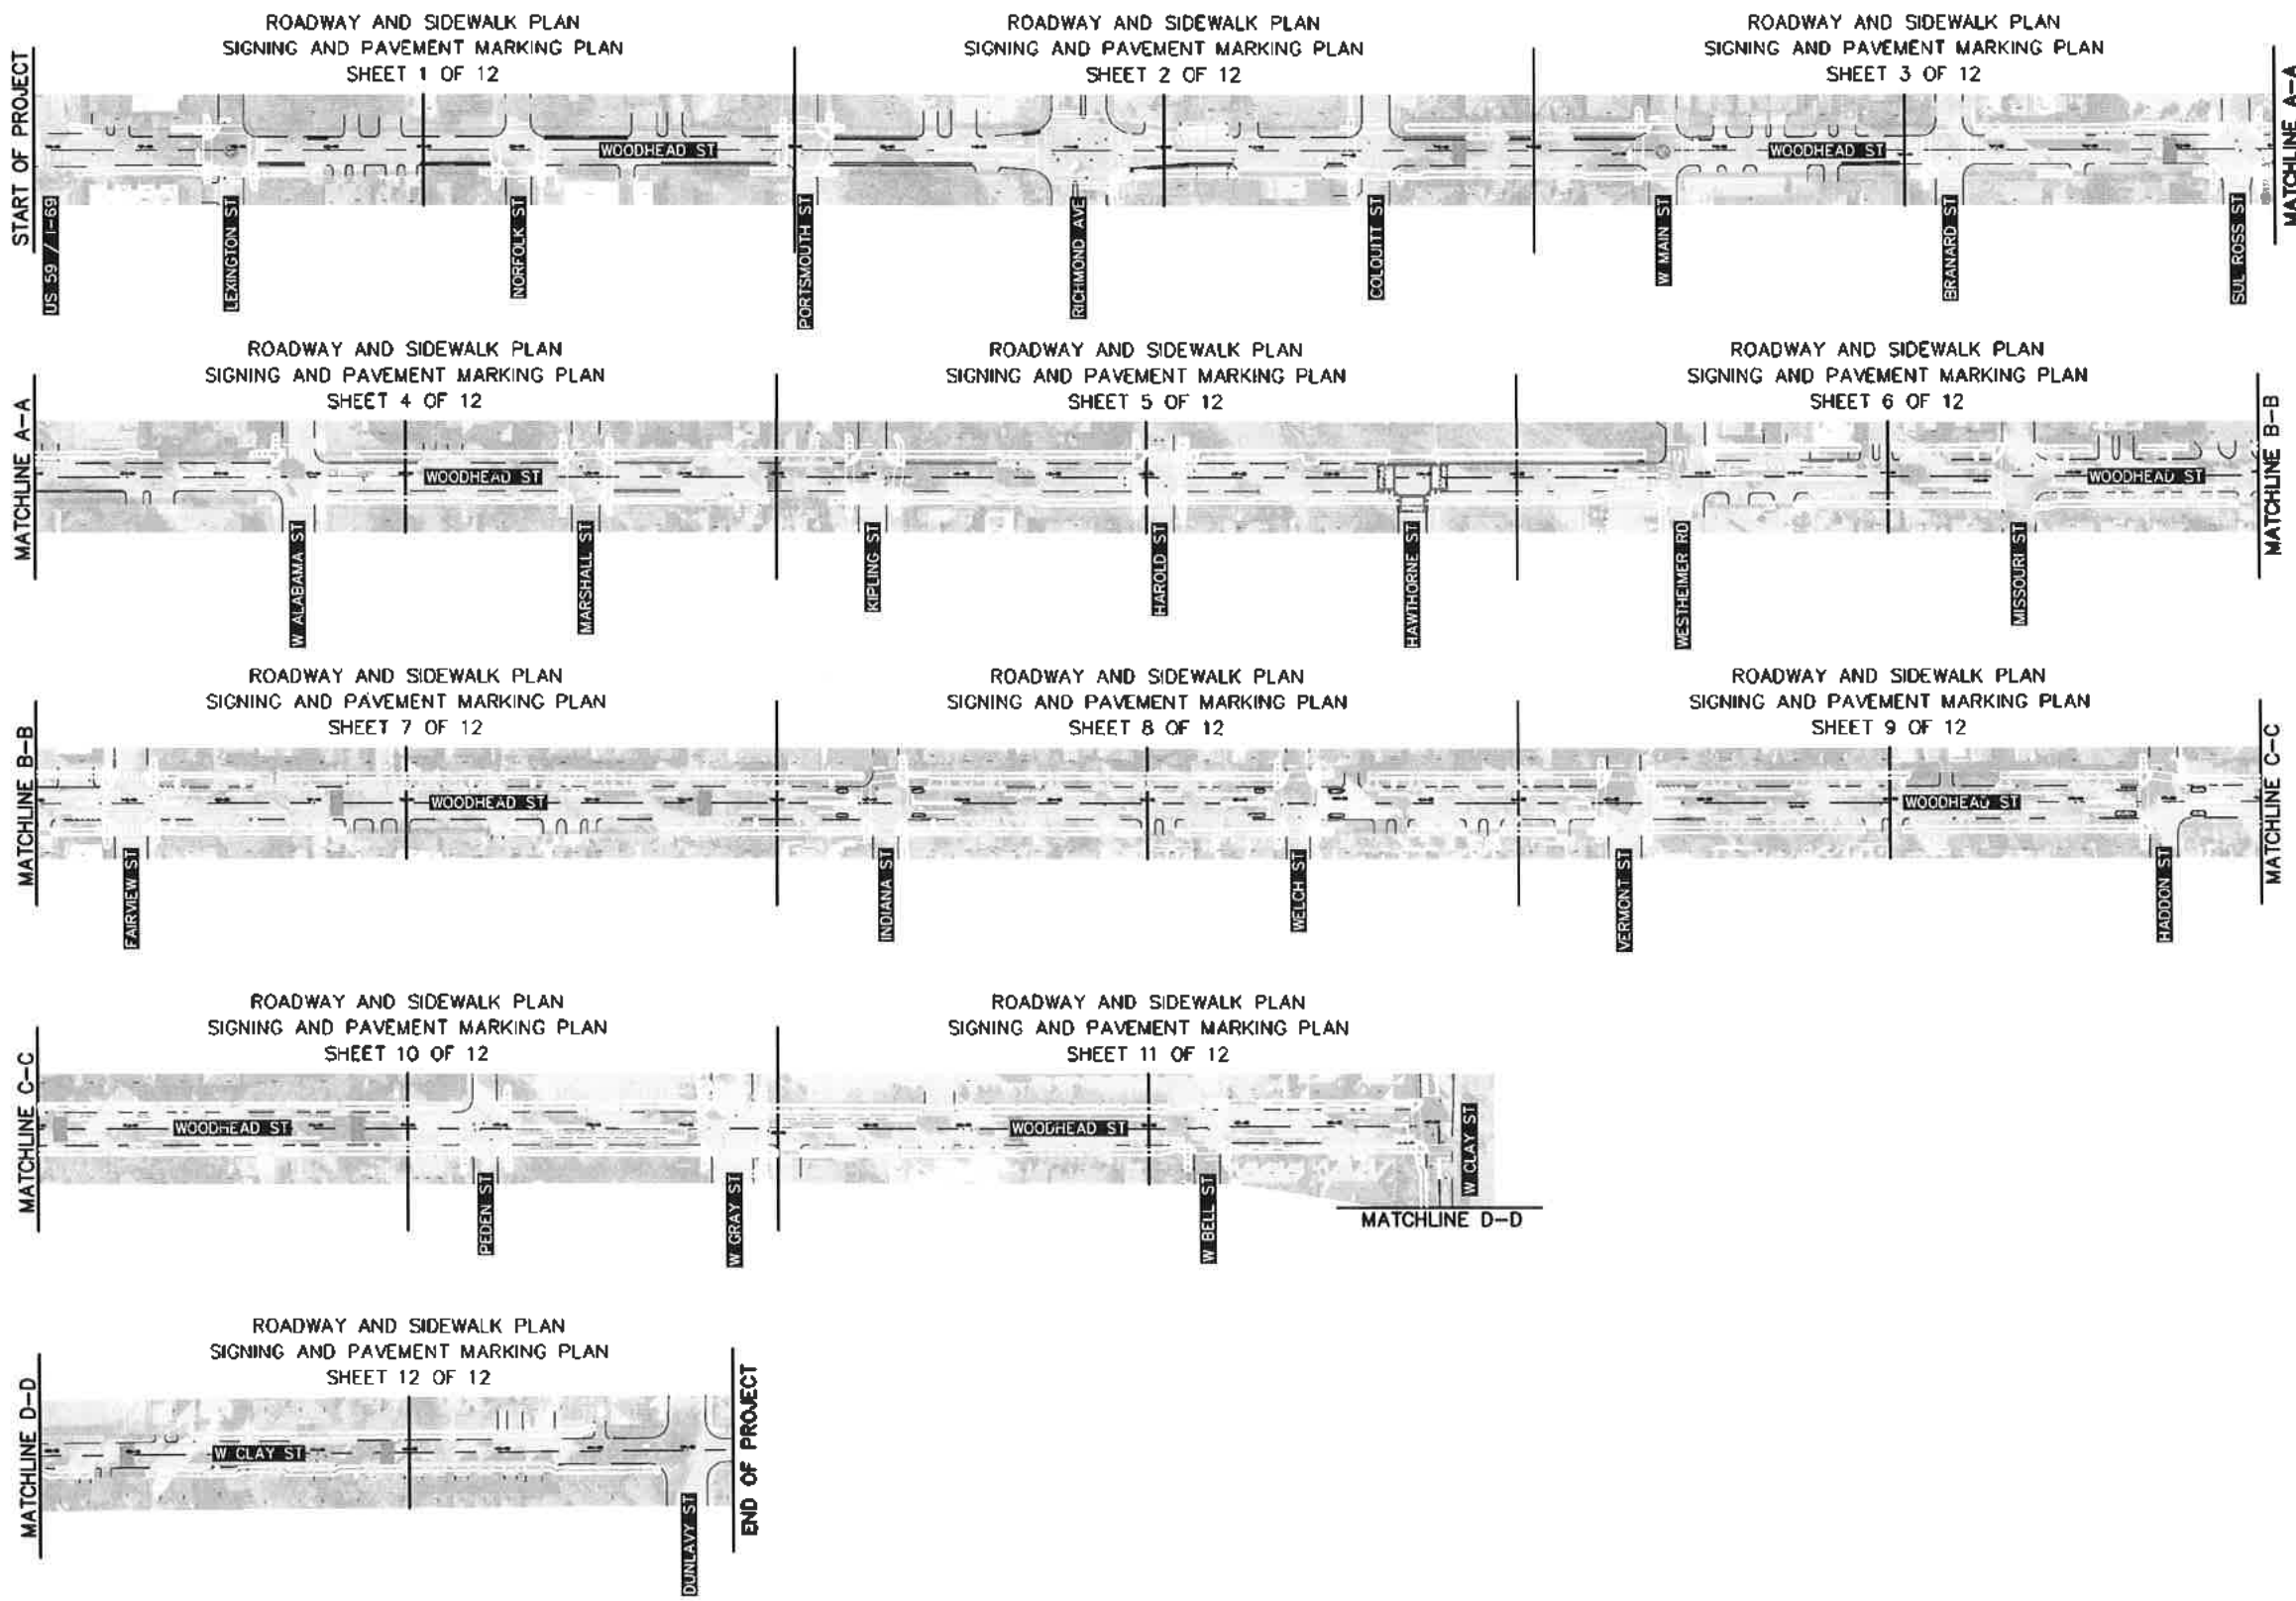 ROADWAY AND SIDEWALK PLAN
SIGNING AND PAVEMENT MARKING PLAN
SHEET 1 OF 12
ROADWAY AND SIDEWALK PLAN
SIGNING AND PAVEMENT MARKING PLAN
SHEET 2 OF 12
ROADWAY AND SIDEWALK PLAN
SIGNING AND PAVEMENT MARKING PLAN
SHEET 3 OF 12
START OF PROJECT
US 59 / I-69
LEXINGTON ST
NORFOLK ST
WOODHEAD ST
PORTSMOUTH ST
RICHMOND AVE
COLQUITT ST
W MAIN ST
WOODHEAD ST
BRANARD ST
SUL ROSS ST
MATCHLINE A-A
ROADWAY AND SIDEWALK PLAN
SIGNING AND PAVEMENT MARKING PLAN
SHEET 4 OF 12
ROADWAY AND SIDEWALK PLAN
SIGNING AND PAVEMENT MARKING PLAN
SHEET 5 OF 12
ROADWAY AND SIDEWALK PLAN
SIGNING AND PAVEMENT MARKING PLAN
SHEET 6 OF 12
MATCHLINE A-A
W ALABAMA ST
WOODHEAD ST
MARSHALL ST
KIPLING ST
HAROLD ST
HAWTHORNE ST
WESTHEIMER RD
MISSOURI ST
WOODHEAD ST
MATCHLINE B-B
ROADWAY AND SIDEWALK PLAN
SIGNING AND PAVEMENT MARKING PLAN
SHEET 7 OF 12
ROADWAY AND SIDEWALK PLAN
SIGNING AND PAVEMENT MARKING PLAN
SHEET 8 OF 12
ROADWAY AND SIDEWALK PLAN
SIGNING AND PAVEMENT MARKING PLAN
SHEET 9 OF 12
MATCHLINE B-B
FAIRVIEW ST
WOODHEAD ST
INDIANA ST
WELCH ST
VERMONT ST
WOODHEAD ST
HADDON ST
MATCHLINE C-C
ROADWAY AND SIDEWALK PLAN
SIGNING AND PAVEMENT MARKING PLAN
SHEET 10 OF 12
ROADWAY AND SIDEWALK PLAN
SIGNING AND PAVEMENT MARKING PLAN
SHEET 11 OF 12
MATCHLINE C-C
WOODHEAD ST
PEDEN ST
W GRAY ST
WOODHEAD ST
W BELL ST
W CLAY ST
MATCHLINE D-D
ROADWAY AND SIDEWALK PLAN
SIGNING AND PAVEMENT MARKING PLAN
SHEET 12 OF 12
MATCHLINE D-D
W CLAY ST
DUNLAVY ST
END OF PROJECT